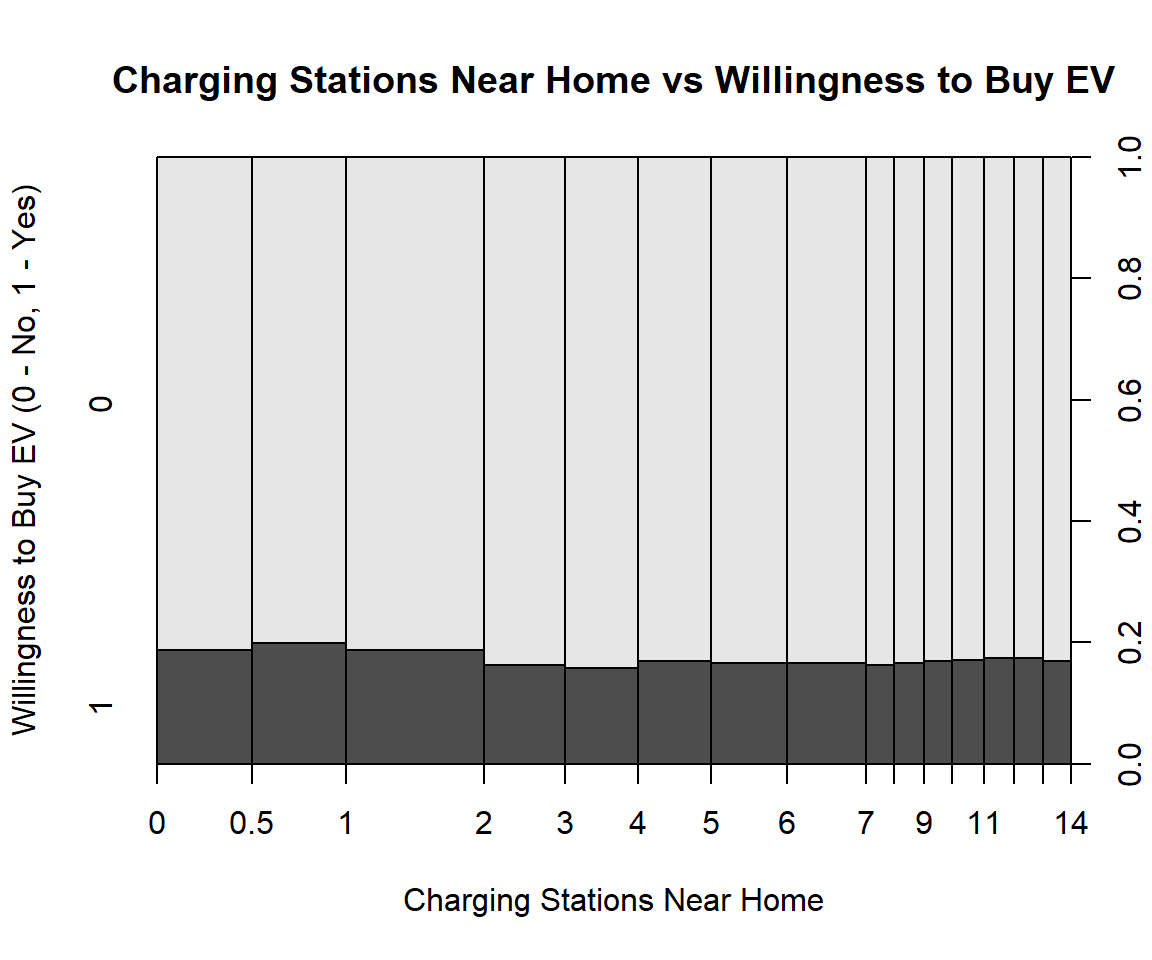 Charging Stations Near Home vs Willingness to Buy EV
Willingness to Buy EV (0 - No, 1 - Yes)
0
1
1.0
0.8
0.6
0.4
0.2
0.0
0 0.5 1 2 3 4 5 6 7 9 11 14
Charging Stations Near Home